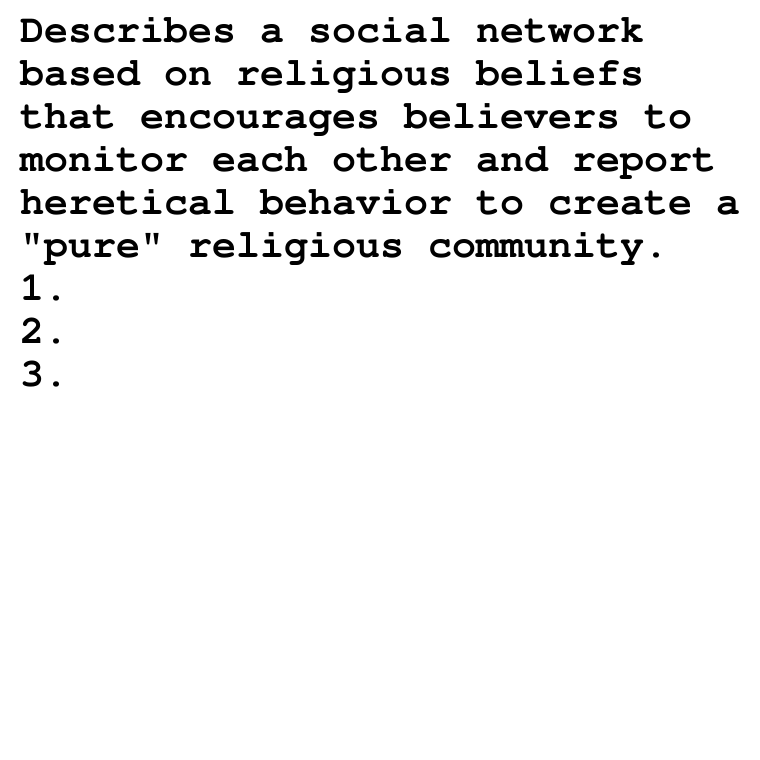 Describes a social network
based on religious beliefs
that encourages believers to
monitor each other and report
heretical behavior to create a
"pure" religious community.
1.
2.
3.